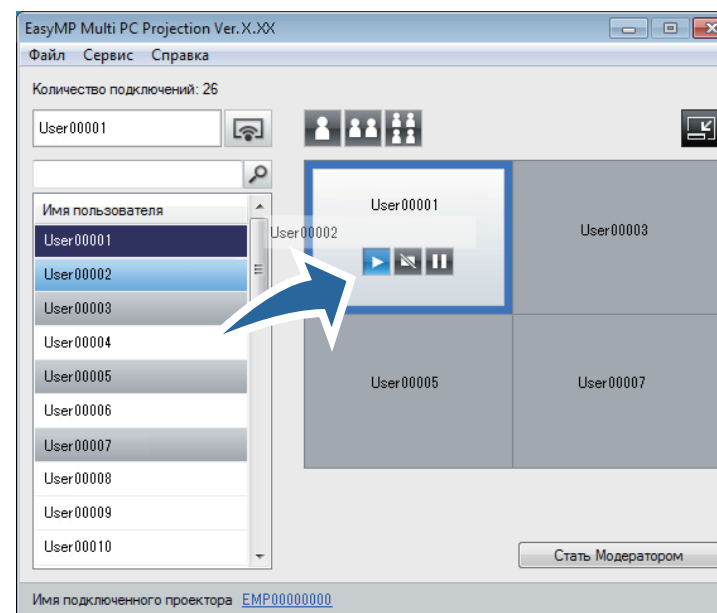 EasyMP Multi PC Projection Ver.X.XX
Файл Сервис Справка
Количество подключений: 26
User00001
Имя пользователя
User00001
User00002
User00003
User00004
User00005
User00006
User00007
User00008
User00009
User00010
User00001
User00002
User00003
User00005
User00007
Стать Модератором
Имя подключенного проектора EMP00000000